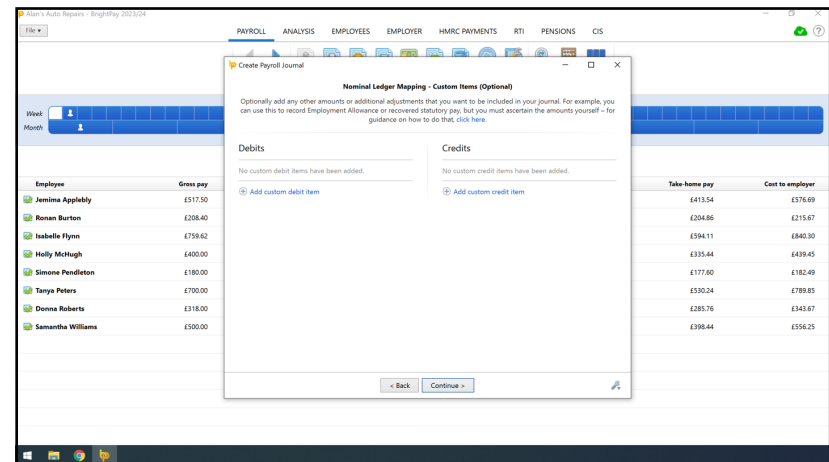 Alan's Auto Repairs - BrightPay 2023/24
File
PAYROLL ANALYSIS EMPLOYEES EMPLOYER HMRC PAYMENTS RTI PENSIONS CIS
Create Payroll Journal
Nominal Ledger Mapping - Custom Items (Optional)
Optionally add any other amounts or additional adjustments that you want to be included in your journal. For example, you
can use this to record Employment Allowance or recovered statutory pay, but you must ascertain the amounts yourself – for
guidance on how to do that, click here.
Week 1
Month 1
Debits Credits
No custom debit items have been added. No custom credit items have been added.
Add custom debit item Add custom credit item
Employee Gross pay Take-home pay Cost to employer
Jemima Applebly £517.50 £413.54 £576.69
Ronan Burton £208.40 £204.86 £215.67
Isabelle Flynn £759.62 £594.11 £840.30
Holly McHugh £400.00 £335.44 £439.45
Simone Pendleton £180.00 £177.60 £182.49
Tanya Peters £700.00 £530.24 £789.85
Donna Roberts £318.00 £285.76 £343.67
Samantha Williams £500.00 £398.44 £556.25
< Back Continue >